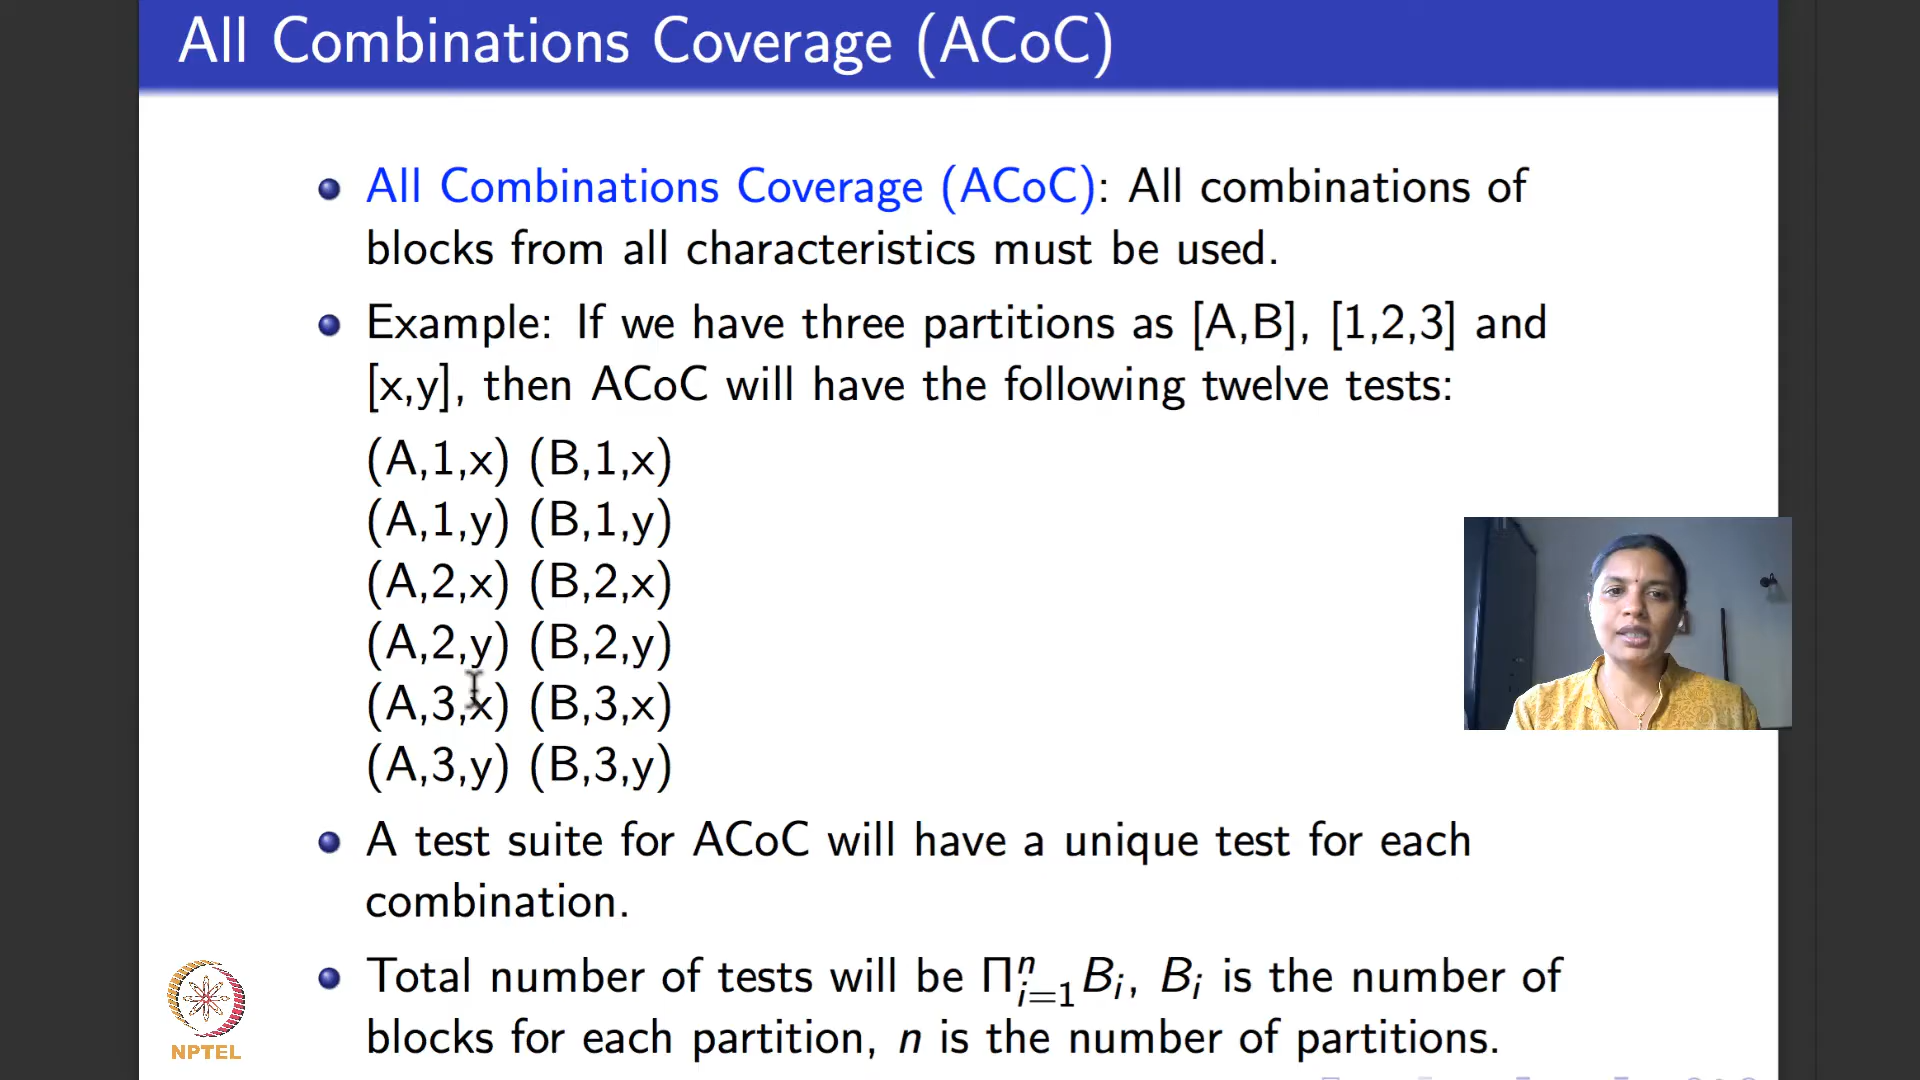 All Combinations Coverage (ACoC)
All Combinations Coverage (ACoC): All combinations of
blocks from all characteristics must be used.
Example: If we have three partitions as [A,B], [1,2,3] and
[x,y], then ACoC will have the following twelve tests:
(A,1,x) (B,1,x)
(A,1,y) (B,1,y)
(A,2,x) (B,2,x)
(A,2,y) (B,2,y)
(A,3,x) (B,3,x)
(A,3,y) (B,3,y)
A test suite for ACoC will have a unique test for each
combination.
Total number of tests will be Π_{i=1}^{n} B_i, B_i is the number of
blocks for each partition, n is the number of partitions.
NPTEL